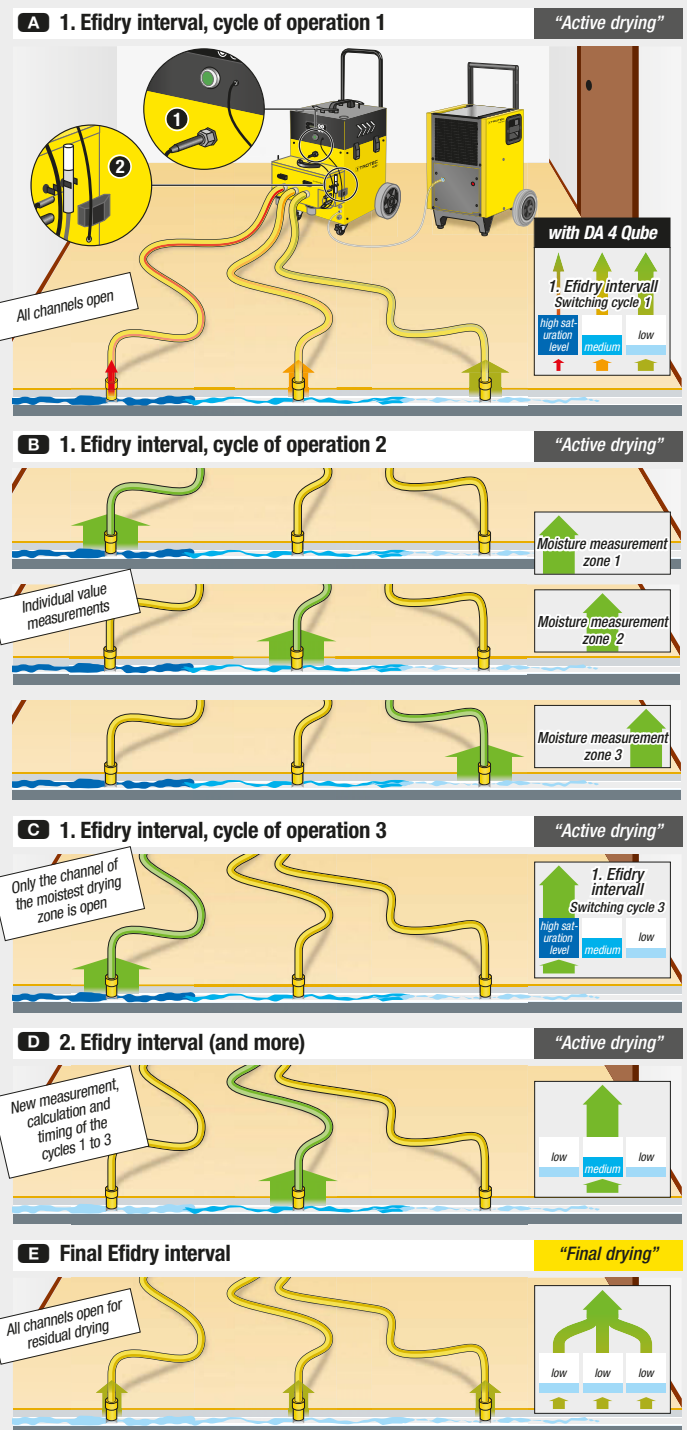 A 1. Efidry interval, cycle of operation 1
"Active drying"
1
2
TROTEC
All channels open
with DA 4 Qube
1. Efidry intervall
Switching cycle 1
high sat-
uration
level
medium
low
B 1. Efidry interval, cycle of operation 2
"Active drying"
Moisture measurement
zone 1
Individual value
measurements
Moisture measurement
zone 2
Moisture measurement
zone 3
C 1. Efidry interval, cycle of operation 3
"Active drying"
Only the channel of
the moistest drying
zone is open
1. Efidry
intervall
Switching cycle 3
high sat-
uration
level
medium
low
D 2. Efidry interval (and more)
"Active drying"
New measurement,
calculation and
timing of the
cycles 1 to 3
low
medium
low
E Final Efidry interval
"Final drying"
All channels open for
residual drying
low
low
low